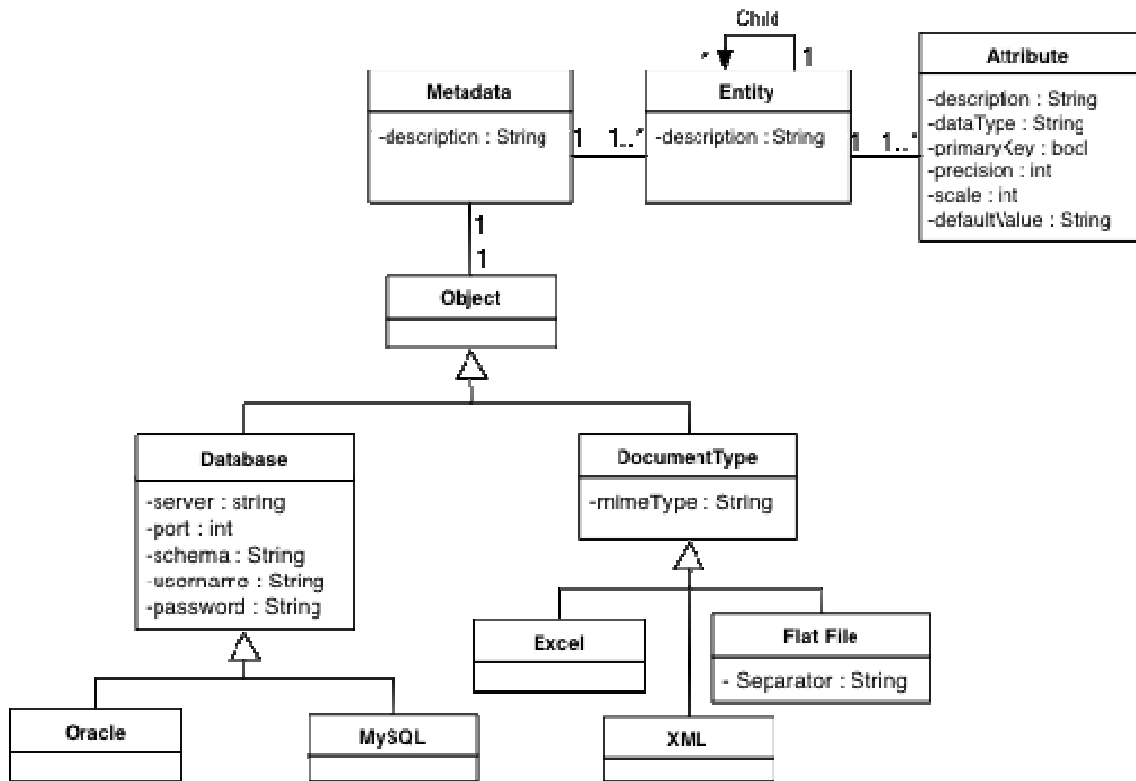 Child
1
Attribute
-description : String
-dataType : String
-primaryKey : bool
-precision : int
-scale : int
-defaultValue : String
Metadata
-description : String
1 1..*
Entity
-description : String
1 1..*
1
1
Object
Database
-server : string
-port : int
-schema : String
-username : String
-password : String
DocumentType
-mimeType : String
Excel
Flat File
- Separator : String
Oracle
MySQL
XML